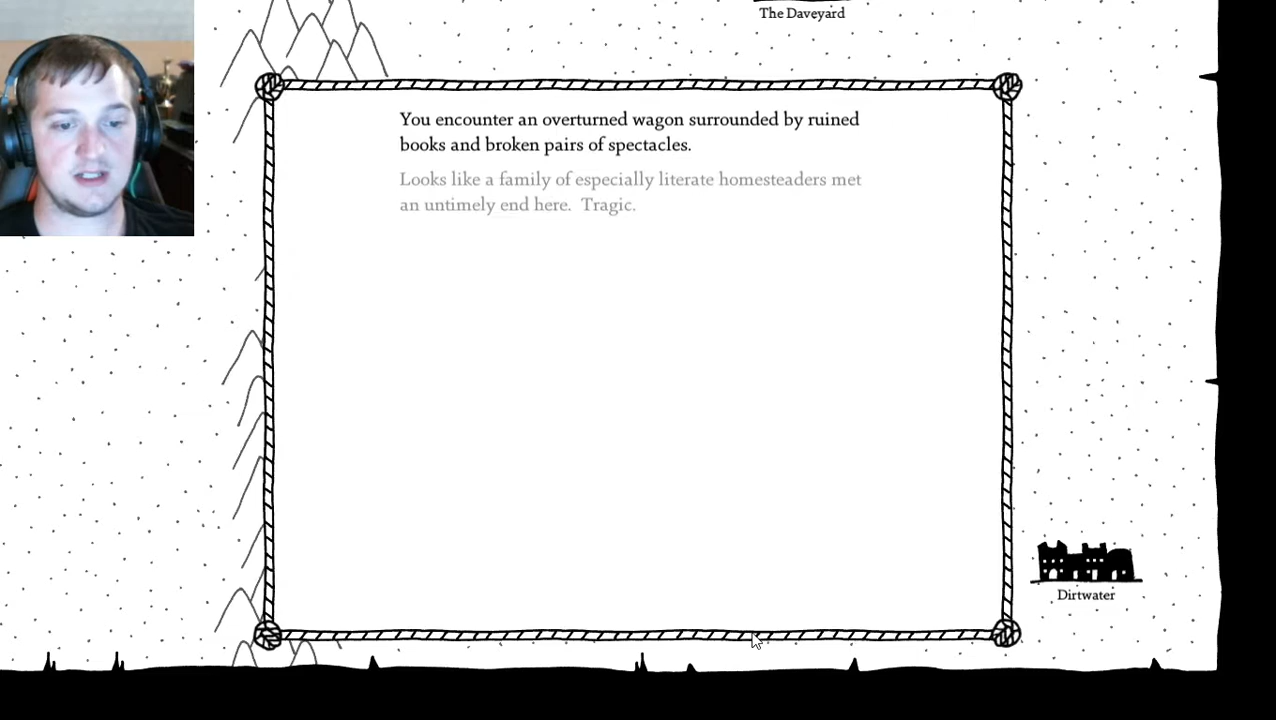 The Daveyard
You encounter an overturned wagon surrounded by ruined
books and broken pairs of spectacles.
Looks like a family of especially literate homesteaders met
an untimely end here.  Tragic.
Dirtwater